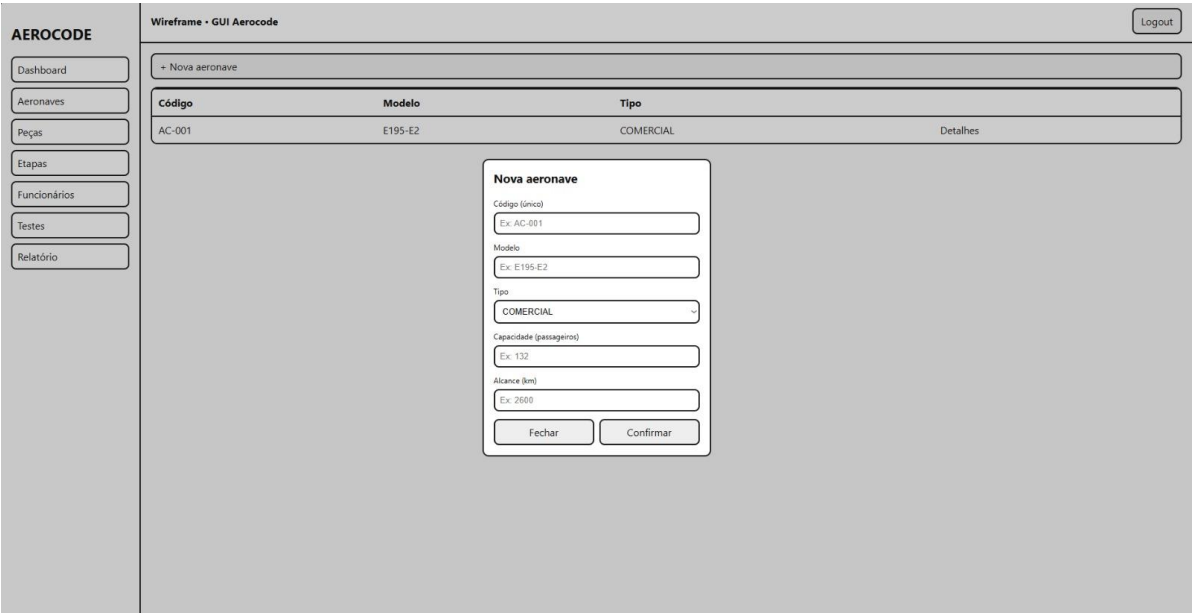 AEROCODE
Dashboard
Aeronaves
Peças
Etapas
Funcionários
Testes
Relatório
Wireframe • GUI Aerocode
Logout
+ Nova aeronave
Código Modelo Tipo
AC-001 E195-E2 COMERCIAL Detalhes
Nova aeronave
Código (único)
Ex: AC-001
Modelo
Ex: E195-E2
Tipo
COMERCIAL
Capacidade (passageiros)
Ex: 132
Alcance (km)
Ex: 2600
Fechar Confirmar